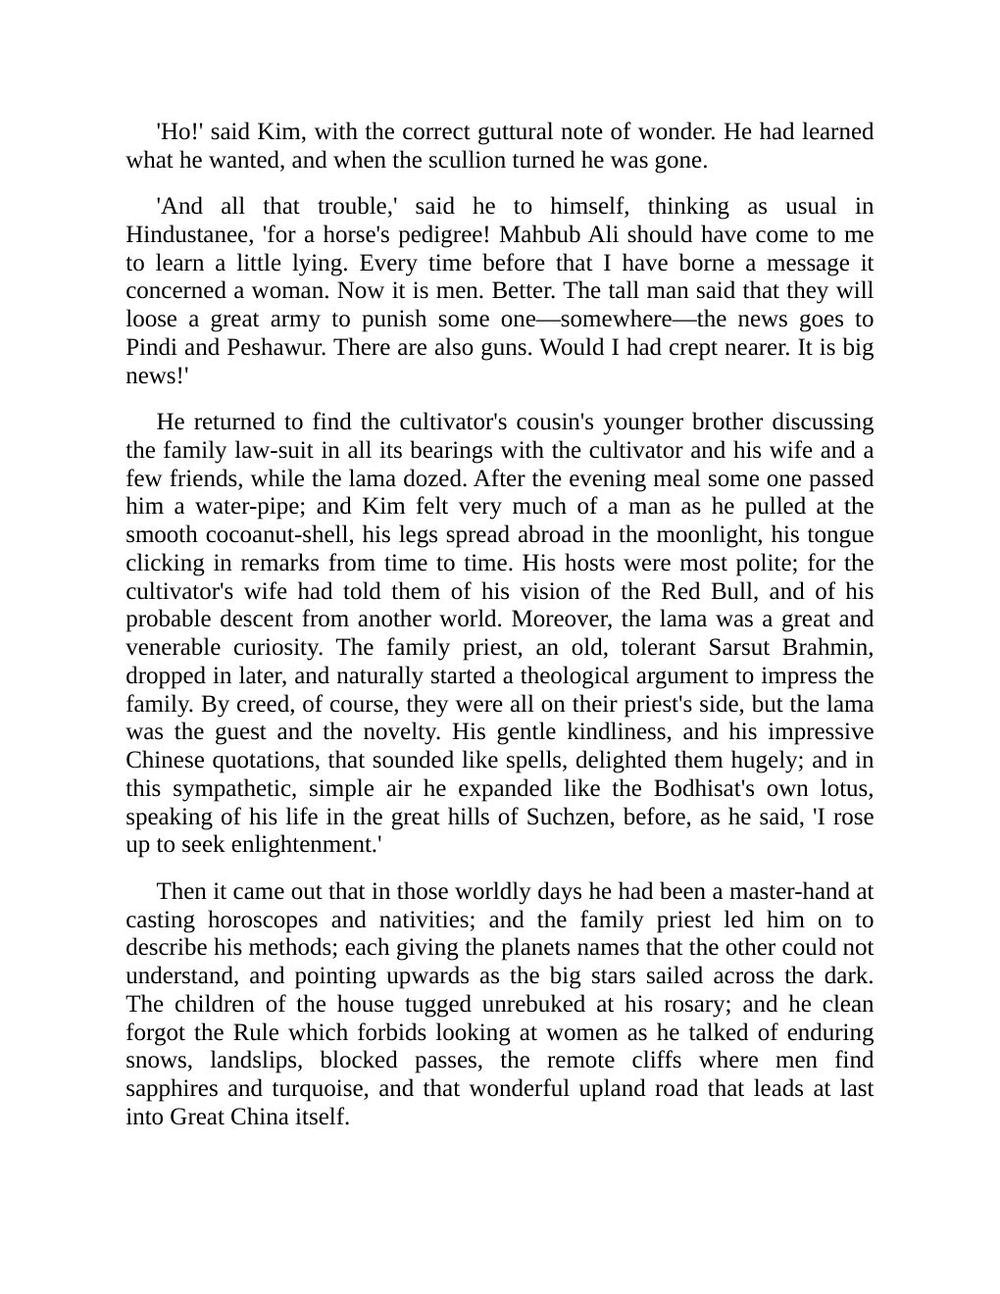 'Ho!' said Kim, with the correct guttural note of wonder. He had learned
what he wanted, and when the scullion turned he was gone.
'And all that trouble,' said he to himself, thinking as usual in
Hindustanee, 'for a horse's pedigree! Mahbub Ali should have come to me
to learn a little lying. Every time before that I have borne a message it
concerned a woman. Now it is men. Better. The tall man said that they will
loose a great army to punish some one—somewhere—the news goes to
Pindi and Peshawur. There are also guns. Would I had crept nearer. It is big
news!'
He returned to find the cultivator's cousin's younger brother discussing
the family law-suit in all its bearings with the cultivator and his wife and a
few friends, while the lama dozed. After the evening meal some one passed
him a water-pipe; and Kim felt very much of a man as he pulled at the
smooth cocoanut-shell, his legs spread abroad in the moonlight, his tongue
clicking in remarks from time to time. His hosts were most polite; for the
cultivator's wife had told them of his vision of the Red Bull, and of his
probable descent from another world. Moreover, the lama was a great and
venerable curiosity. The family priest, an old, tolerant Sarsut Brahmin,
dropped in later, and naturally started a theological argument to impress the
family. By creed, of course, they were all on their priest's side, but the lama
was the guest and the novelty. His gentle kindliness, and his impressive
Chinese quotations, that sounded like spells, delighted them hugely; and in
this sympathetic, simple air he expanded like the Bodhisat's own lotus,
speaking of his life in the great hills of Suchzen, before, as he said, 'I rose
up to seek enlightenment.'
Then it came out that in those worldly days he had been a master-hand at
casting horoscopes and nativities; and the family priest led him on to
describe his methods; each giving the planets names that the other could not
understand, and pointing upwards as the big stars sailed across the dark.
The children of the house tugged unrebuked at his rosary; and he clean
forgot the Rule which forbids looking at women as he talked of enduring
snows, landslips, blocked passes, the remote cliffs where men find
sapphires and turquoise, and that wonderful upland road that leads at last
into Great China itself.